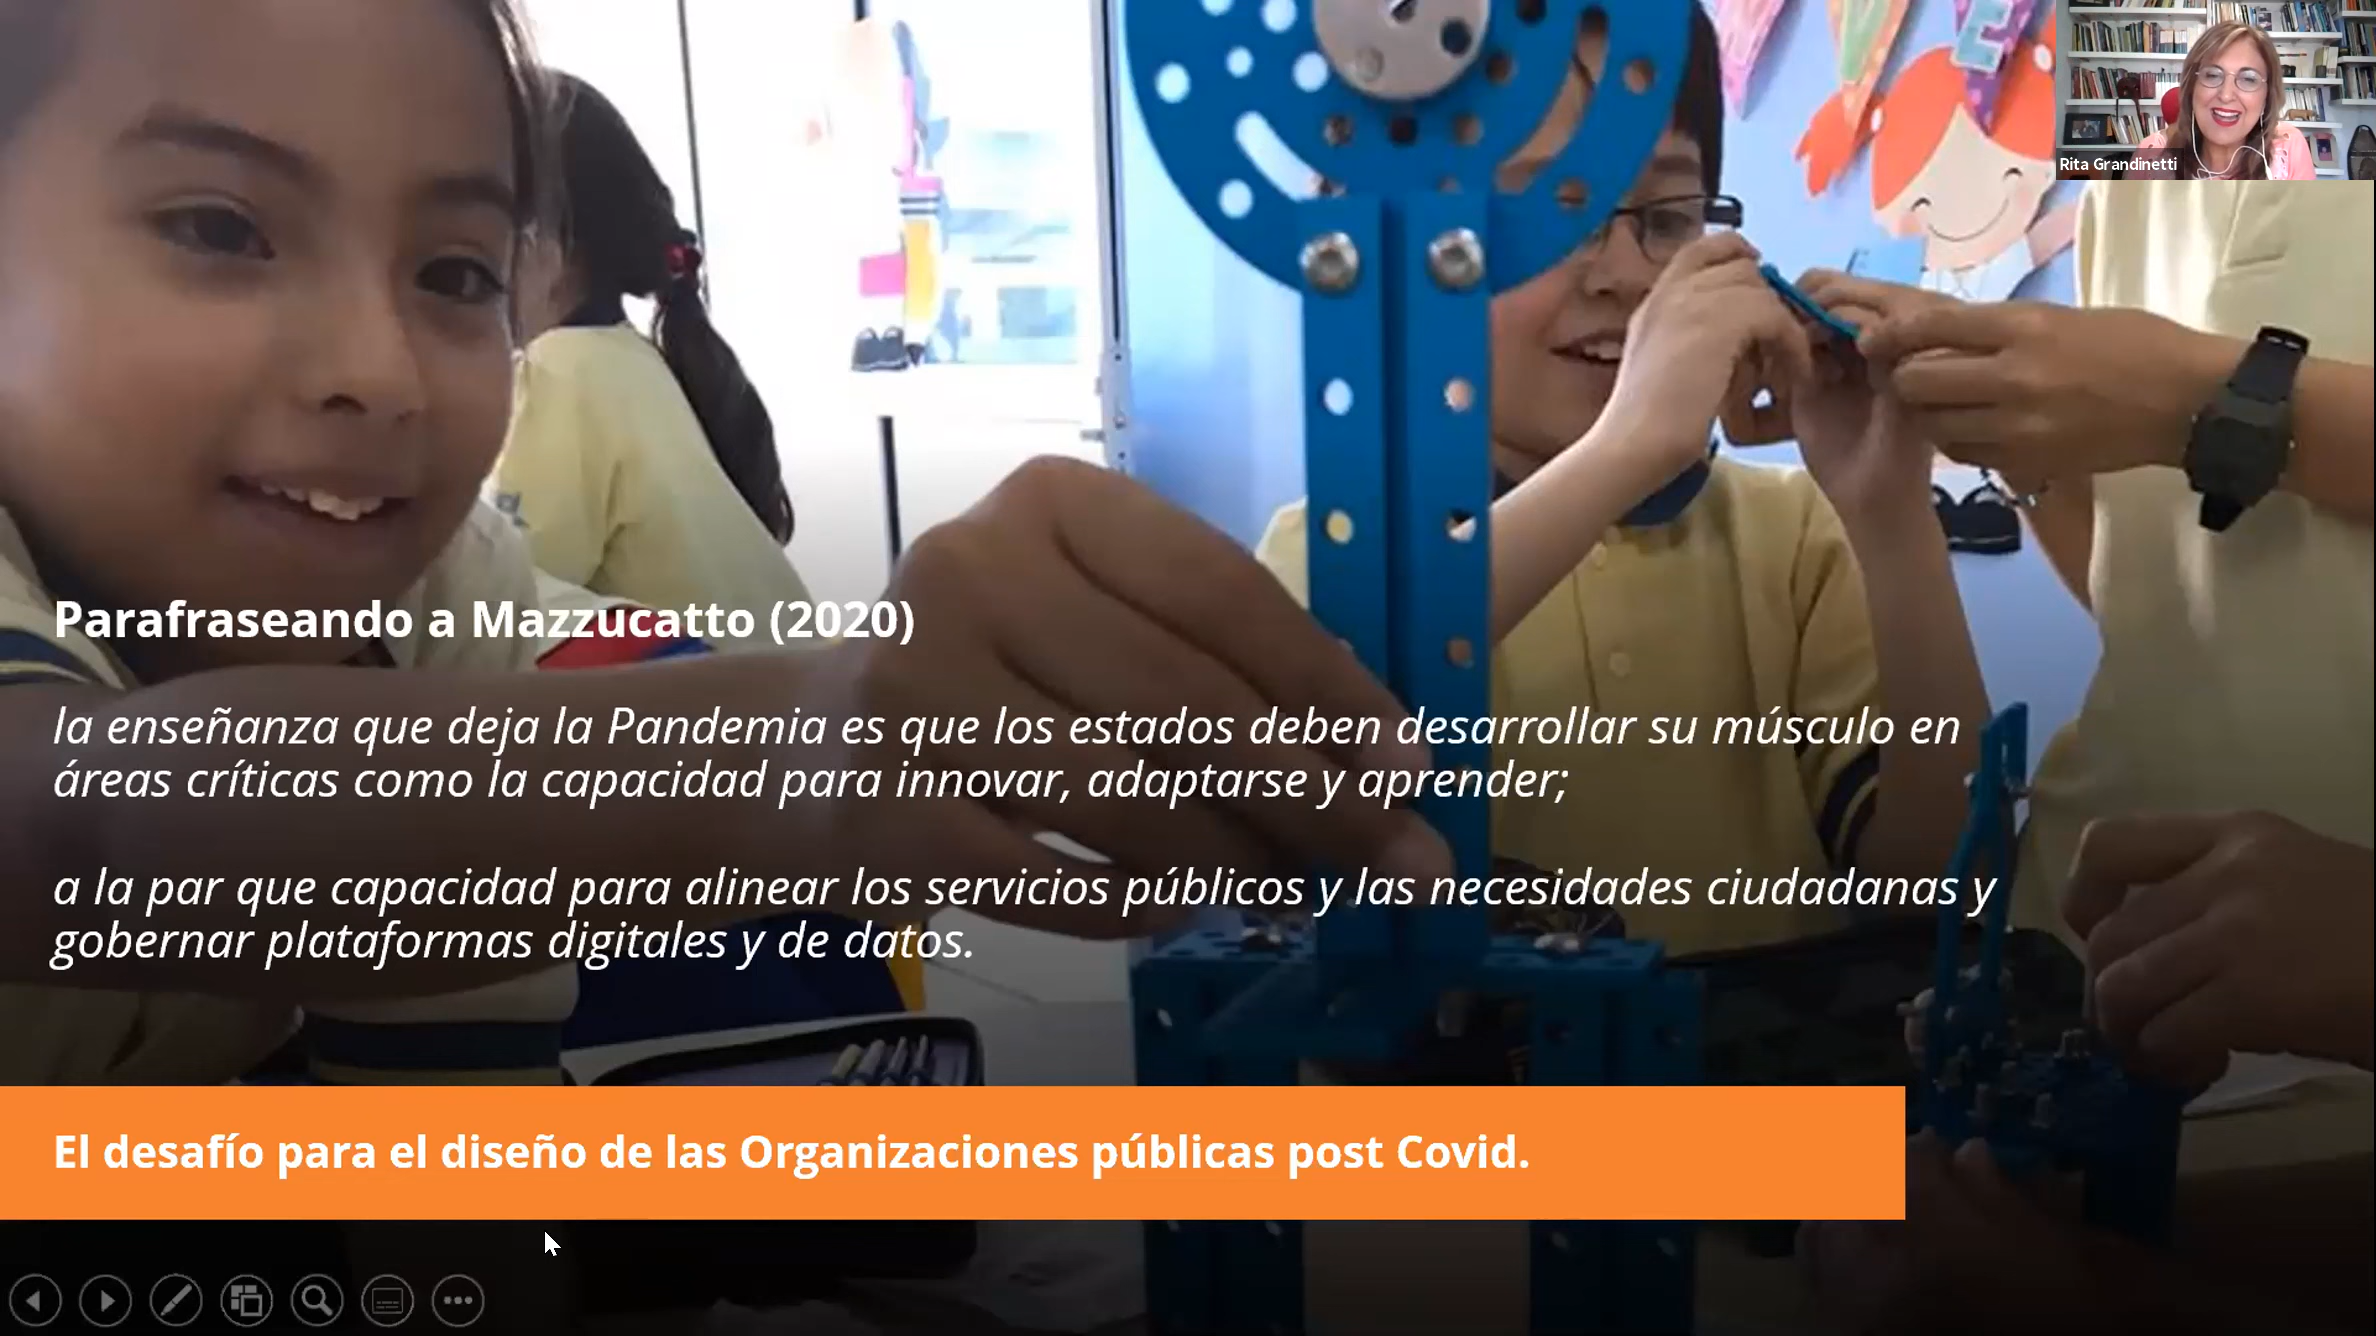 Rita Grandinetti
Parafraseando a Mazzucatto (2020)
la enseñanza que deja la Pandemia es que los estados deben desarrollar su músculo en
áreas críticas como la capacidad para innovar, adaptarse y aprender;
a la par que capacidad para alinear los servicios públicos y las necesidades ciudadanas y
gobernar plataformas digitales y de datos.
El desafío para el diseño de las Organizaciones públicas post Covid.